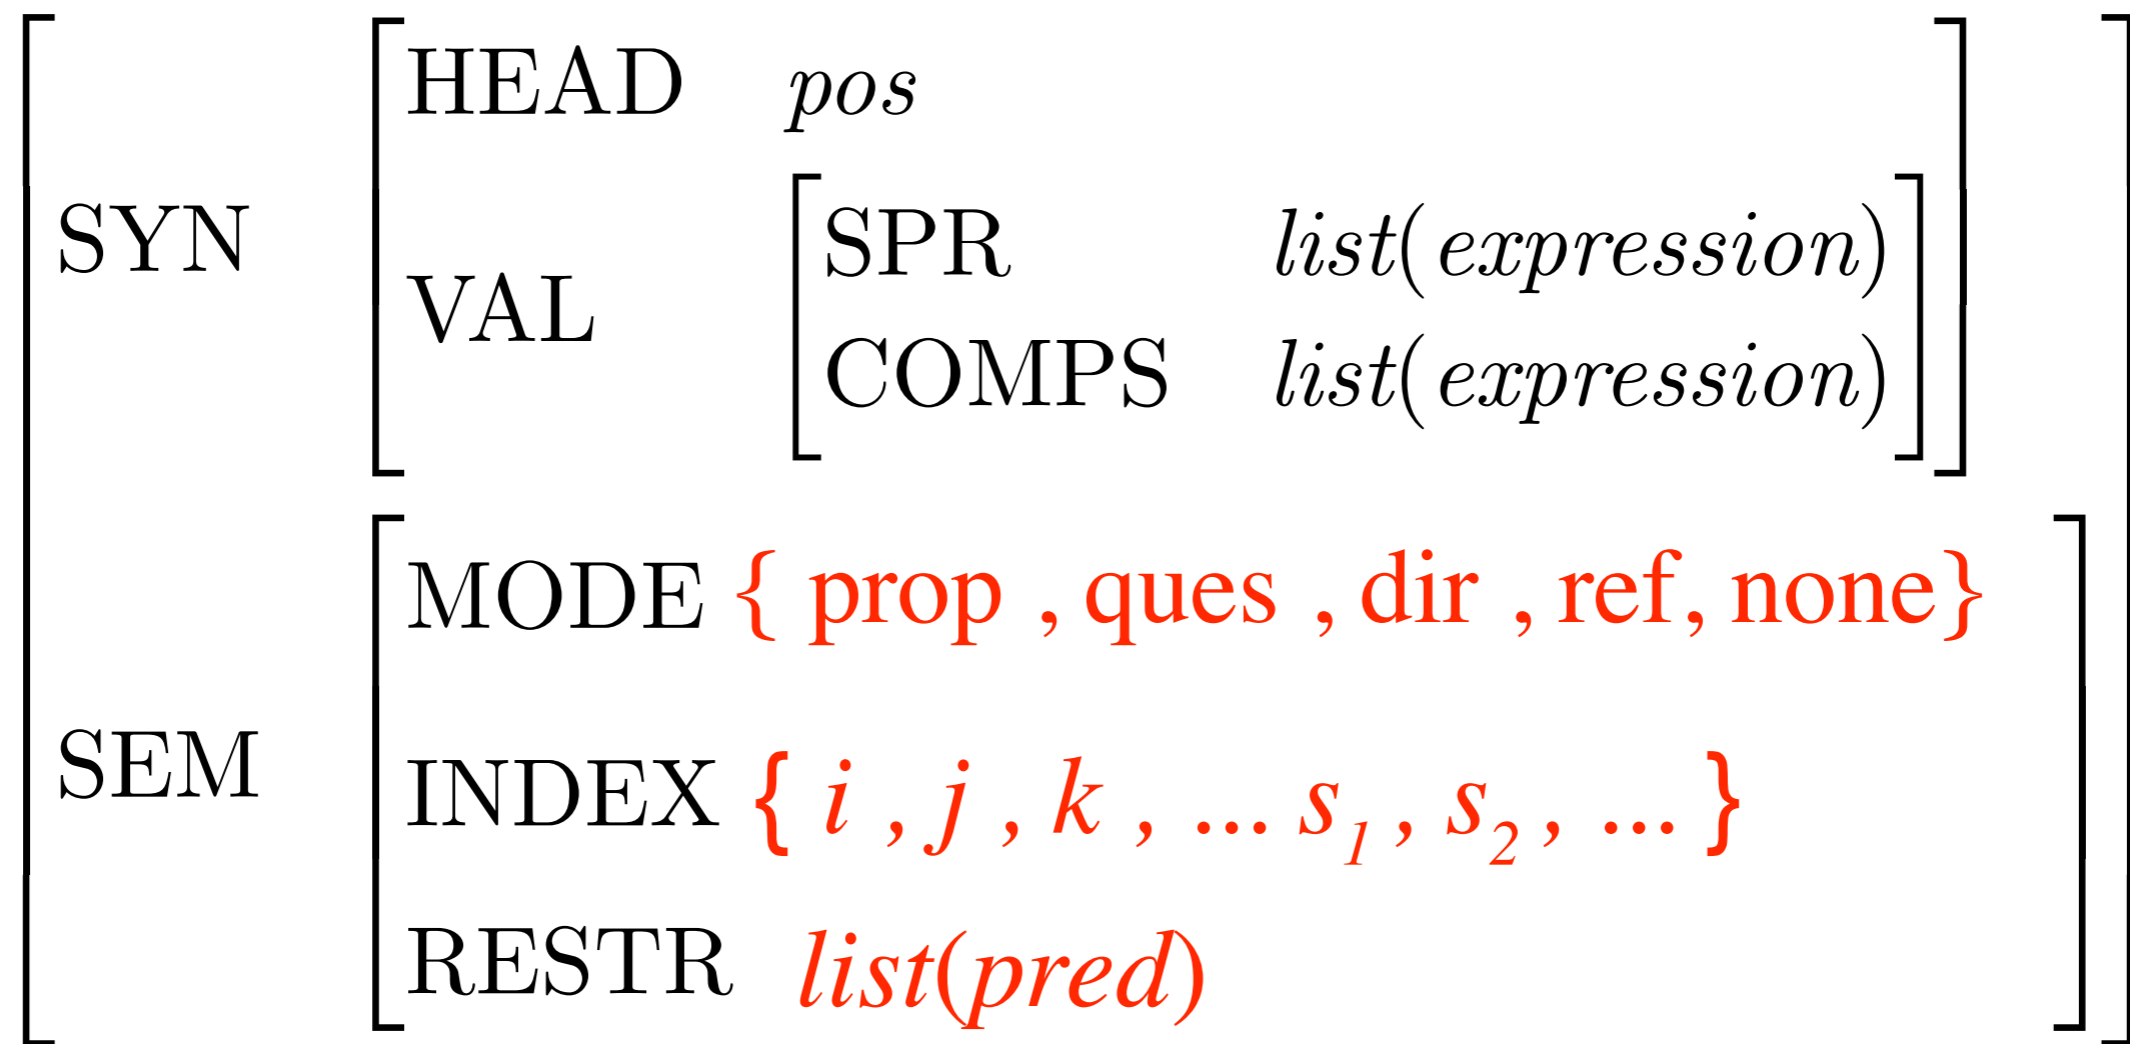 HEAD pos
SYN
VAL
SPR list(expression)
COMPS list(expression)
MODE { prop , ques , dir , ref, none}
SEM
INDEX { i , j , k , ... s₁ , s₂ , ... }
RESTR list(pred)